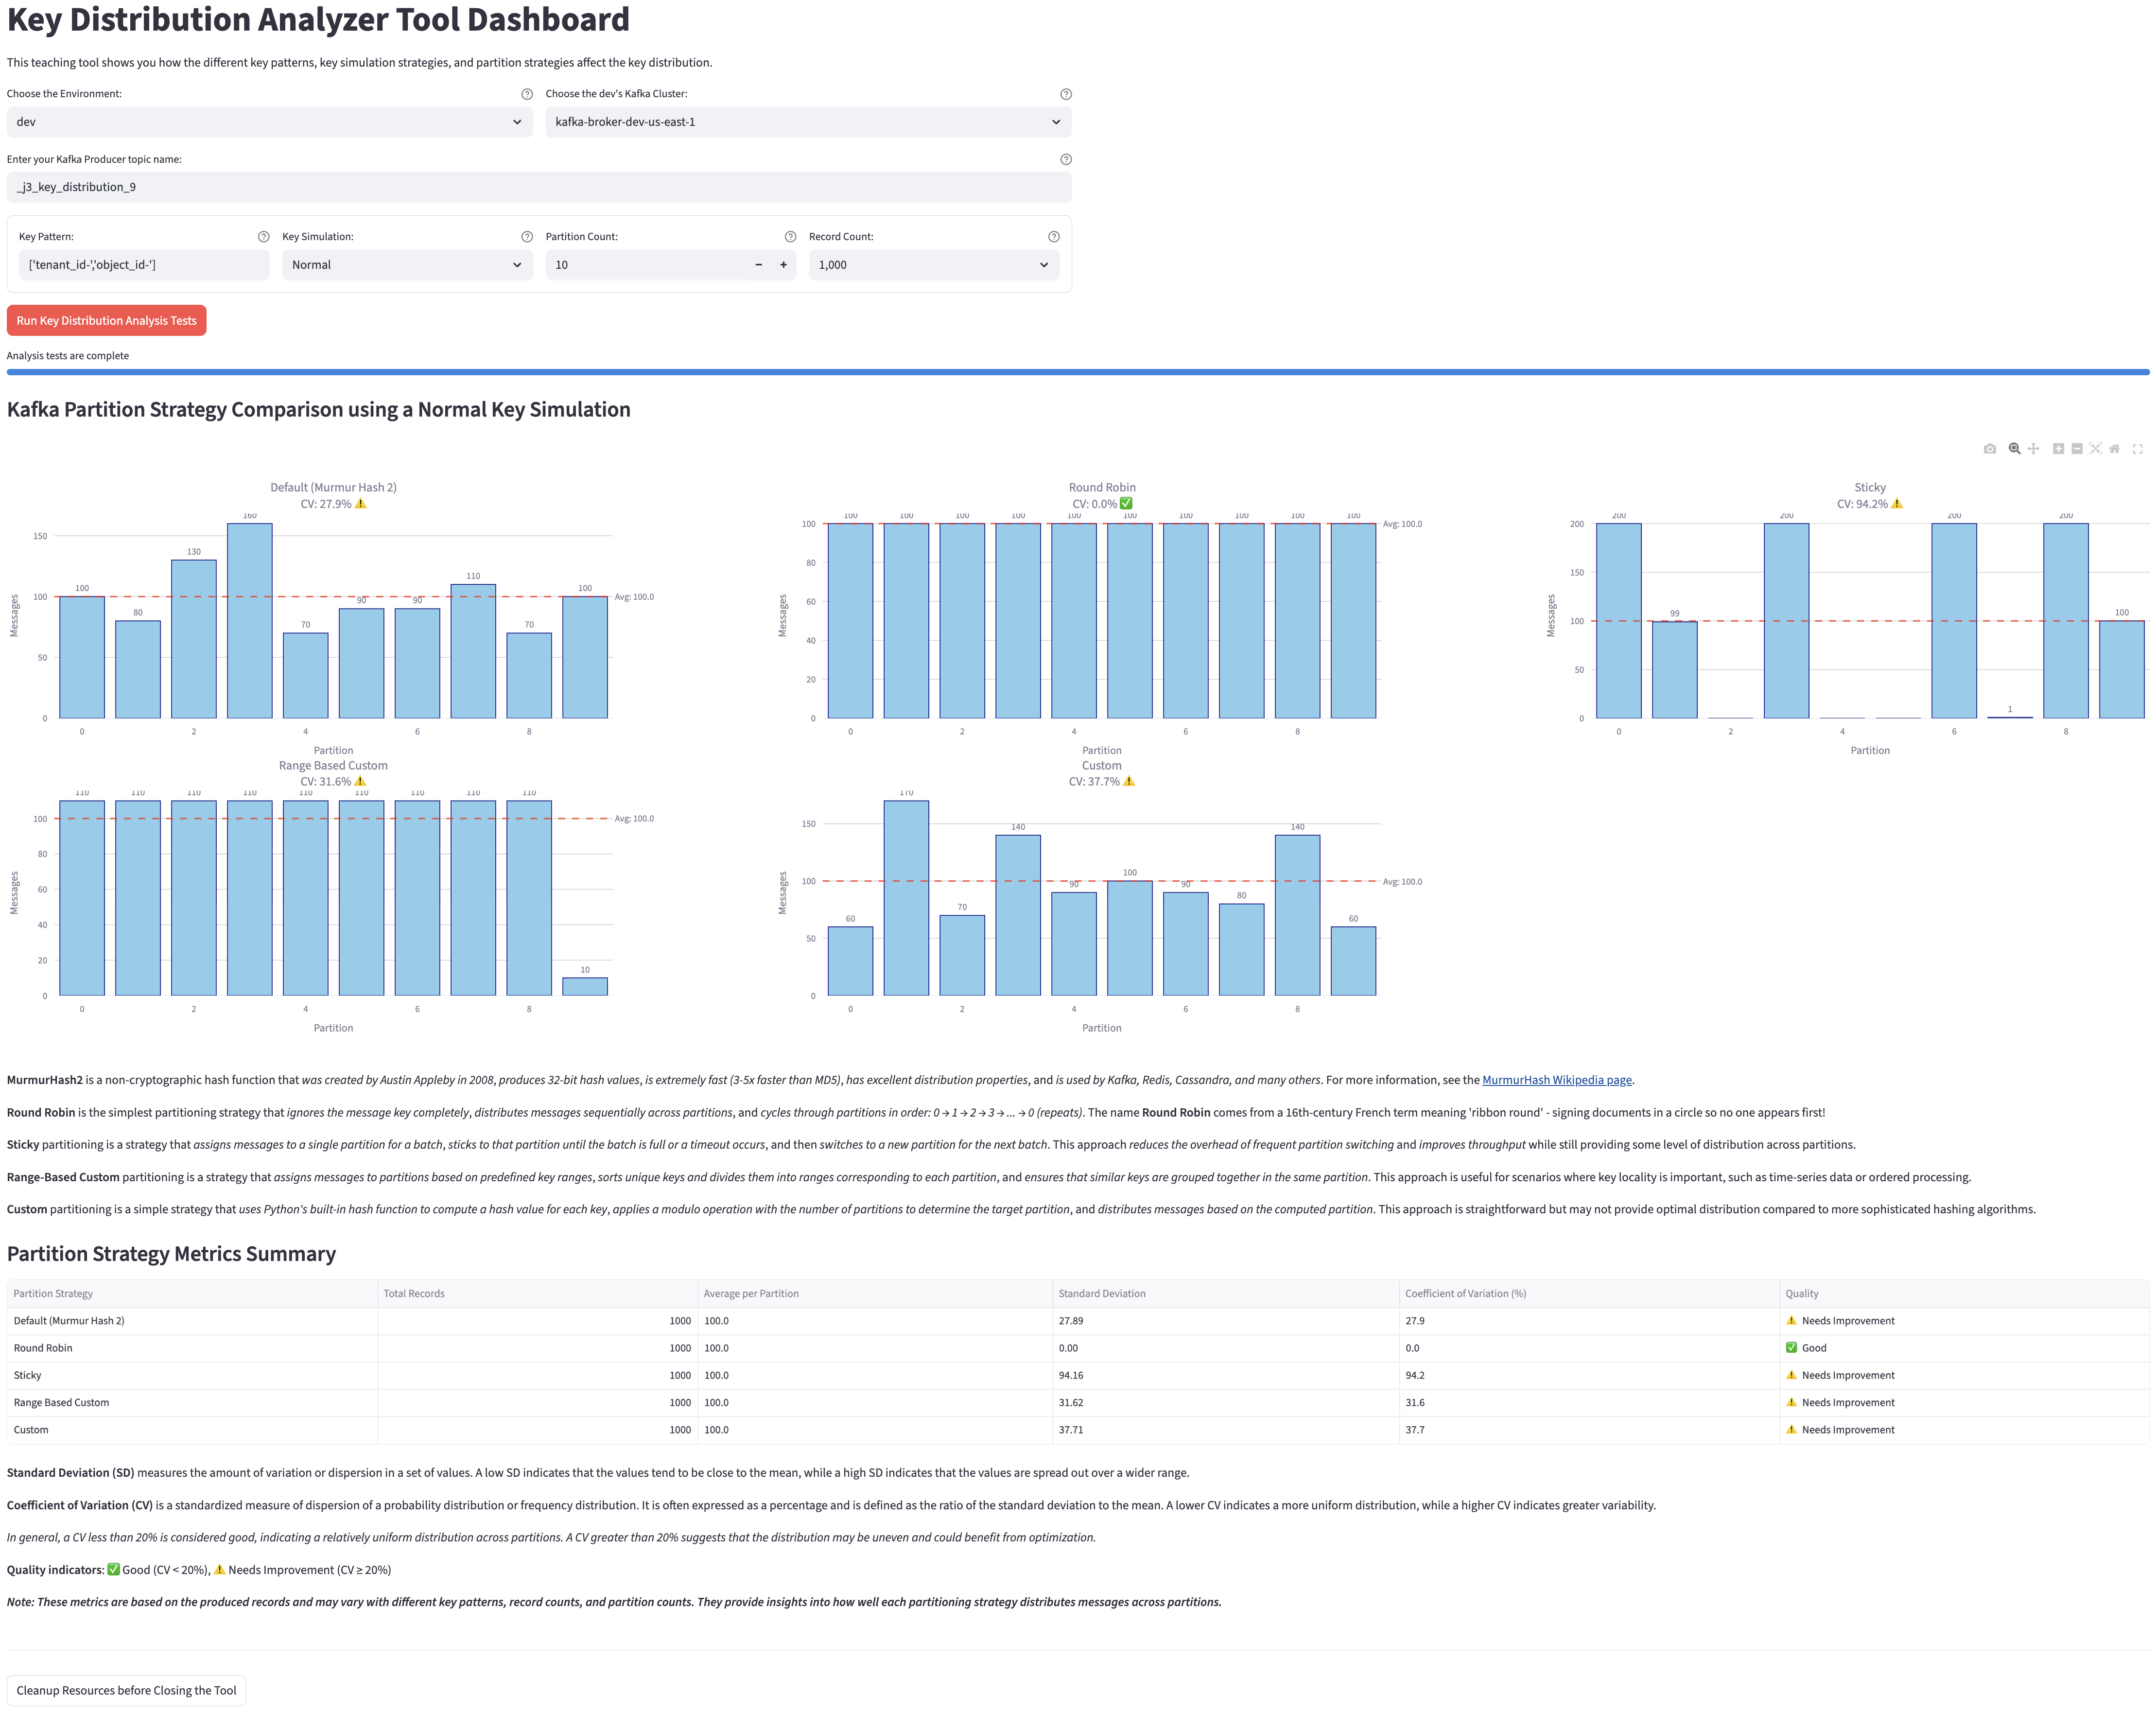 Key Distribution Analyzer Tool Dashboard
This teaching tool shows you how the different key patterns, key simulation strategies, and partition strategies affect the key distribution.
Choose the Environment:
Choose the dev's Kafka Cluster:
dev
kafka-broker-dev-us-east-1
Enter your Kafka Producer topic name:
_j3_key_distribution_9
Key Pattern:
Key Simulation:
Partition Count:
Record Count:
['tenant_id-','object_id-']
Normal
10
1,000
Run Key Distribution Analysis Tests
Analysis tests are complete
Kafka Partition Strategy Comparison using a Normal Key Simulation
Default (Murmur Hash 2)
CV: 27.9% ⚠️
160
150
130
110
100
100
100
Avg: 100.0
90
90
80
70
70
50
0
0 2 4 6 8
Messages
Partition
Round Robin
CV: 0.0% ✅
100 100 100 100 100 100 100 100 100 100
100
Avg: 100.0
80
60
40
20
0
0 2 4 6 8
Messages
Partition
Sticky
CV: 94.2% ⚠️
200 200 200 200
200
150
100
99
100
50
1
0
0 2 4 6 8
Messages
Partition
Range Based Custom
CV: 31.6% ⚠️
110 110 110 110 110 110 110 110 110
100
Avg: 100.0
80
60
40
20
10
0
0 2 4 6 8
Messages
Partition
Custom
CV: 37.7% ⚠️
170
150
140
140
100
100
Avg: 100.0
90
90
80
70
60
60
50
0
0 2 4 6 8
Messages
Partition
MurmurHash2 is a non-cryptographic hash function that was created by Austin Appleby in 2008, produces 32-bit hash values, is extremely fast (3-5x faster than MD5), has excellent distribution properties, and is used by Kafka, Redis, Cassandra, and many others. For more information, see the MurmurHash Wikipedia page.
Round Robin is the simplest partitioning strategy that ignores the message key completely, distributes messages sequentially across partitions, and cycles through partitions in order: 0 → 1 → 2 → 3 → ... → 0 (repeats). The name Round Robin comes from a 16th-century French term meaning 'ribbon round' - signing documents in a circle so no one appears first!
Sticky partitioning is a strategy that assigns messages to a single partition for a batch, sticks to that partition until the batch is full or a timeout occurs, and then switches to a new partition for the next batch. This approach reduces the overhead of frequent partition switching and improves throughput while still providing some level of distribution across partitions.
Range-Based Custom partitioning is a strategy that assigns messages to partitions based on predefined key ranges, sorts unique keys and divides them into ranges corresponding to each partition, and ensures that similar keys are grouped together in the same partition. This approach is useful for scenarios where key locality is important, such as time-series data or ordered processing.
Custom partitioning is a simple strategy that uses Python's built-in hash function to compute a hash value for each key, applies a modulo operation with the number of partitions to determine the target partition, and distributes messages based on the computed partition. This approach is straightforward but may not provide optimal distribution compared to more sophisticated hashing algorithms.
Partition Strategy Metrics Summary
Partition Strategy Total Records Average per Partition Standard Deviation Coefficient of Variation (%) Quality
Default (Murmur Hash 2) 1000 100.0 27.89 27.9 ⚠️ Needs Improvement
Round Robin 1000 100.0 0.00 0.0 ✅ Good
Sticky 1000 100.0 94.16 94.2 ⚠️ Needs Improvement
Range Based Custom 1000 100.0 31.62 31.6 ⚠️ Needs Improvement
Custom 1000 100.0 37.71 37.7 ⚠️ Needs Improvement
Standard Deviation (SD) measures the amount of variation or dispersion in a set of values. A low SD indicates that the values tend to be close to the mean, while a high SD indicates that the values are spread out over a wider range.
Coefficient of Variation (CV) is a standardized measure of dispersion of a probability distribution or frequency distribution. It is often expressed as a percentage and is defined as the ratio of the standard deviation to the mean. A lower CV indicates a more uniform distribution, while a higher CV indicates greater variability.
In general, a CV less than 20% is considered good, indicating a relatively uniform distribution across partitions. A CV greater than 20% suggests that the distribution may be uneven and could benefit from optimization.
Quality indicators: ✅ Good (CV < 20%), ⚠️ Needs Improvement (CV ≥ 20%)
Note: These metrics are based on the produced records and may vary with different key patterns, record counts, and partition counts. They provide insights into how well each partitioning strategy distributes messages across partitions.
Cleanup Resources before Closing the Tool